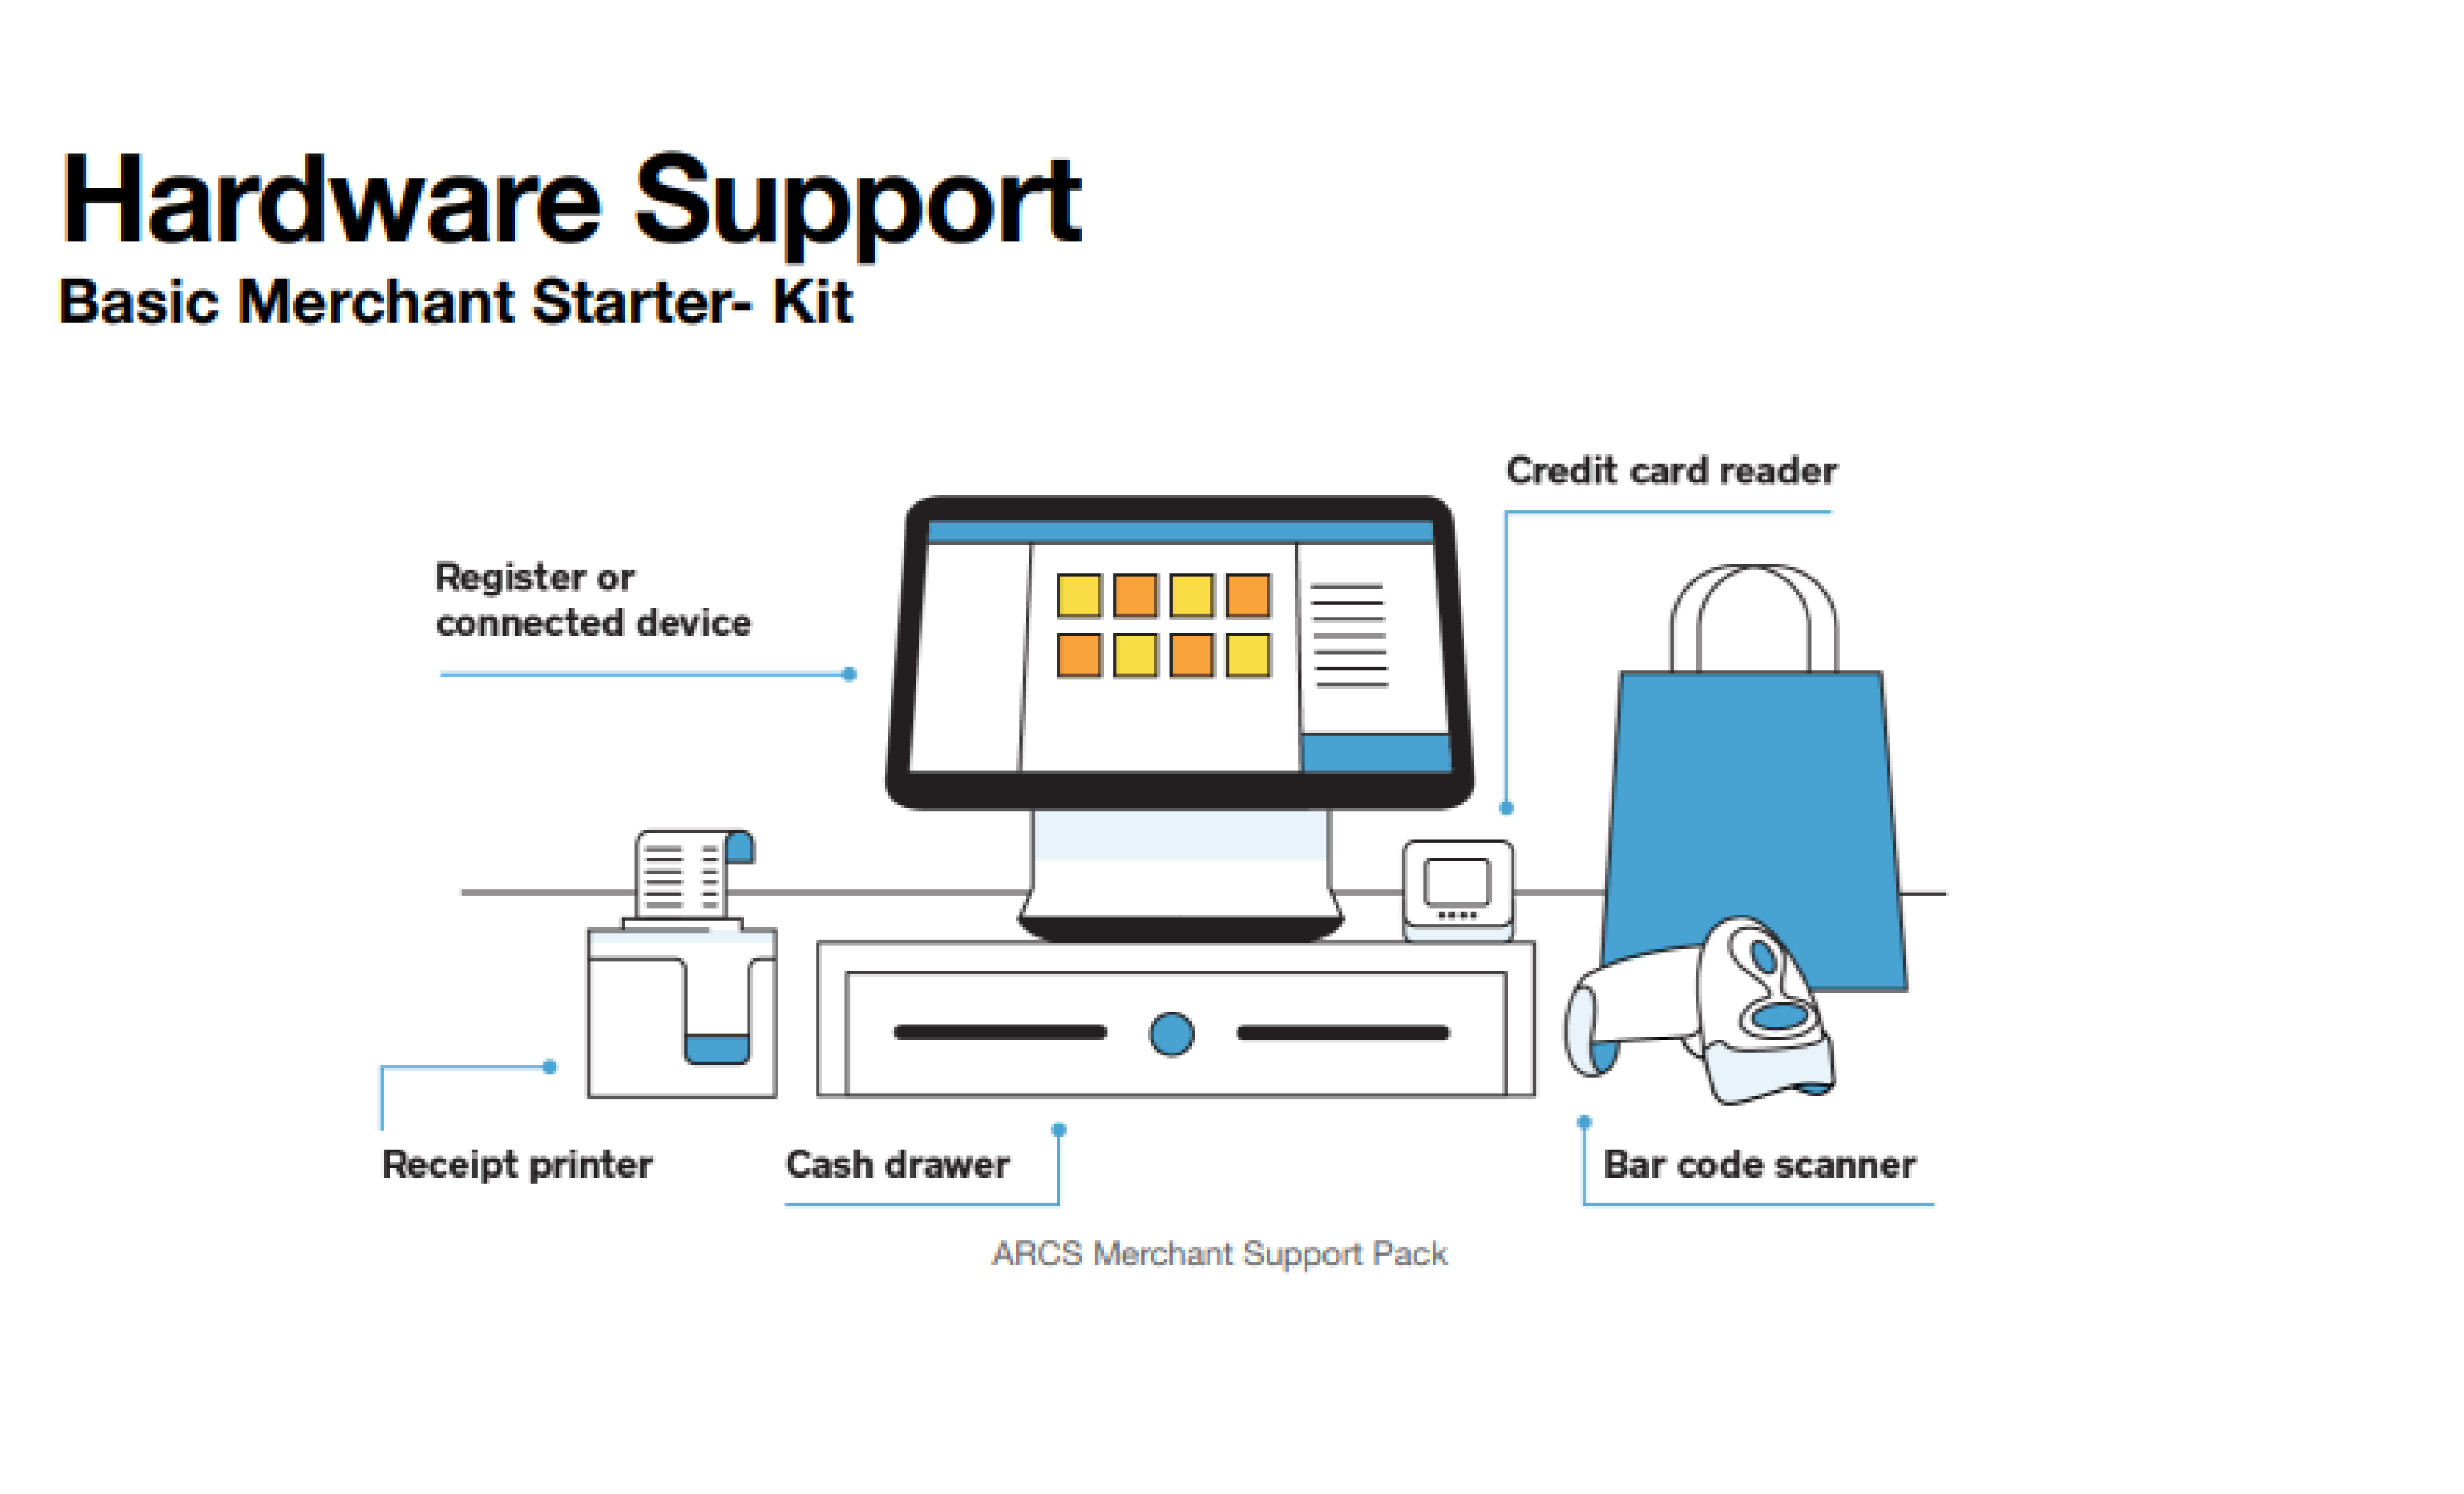 Hardware Support
Basic Merchant Starter- Kit
Credit card reader
Register or
connected device
Receipt printer
Cash drawer
Bar code scanner
ARCS Merchant Support Pack